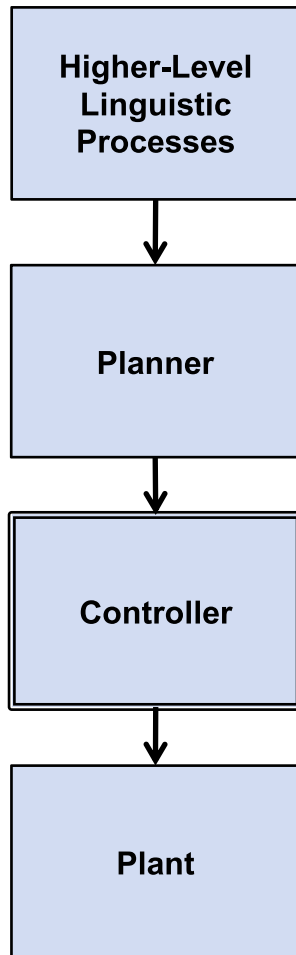 Higher-Level
Linguistic
Processes
Planner
Controller
Plant